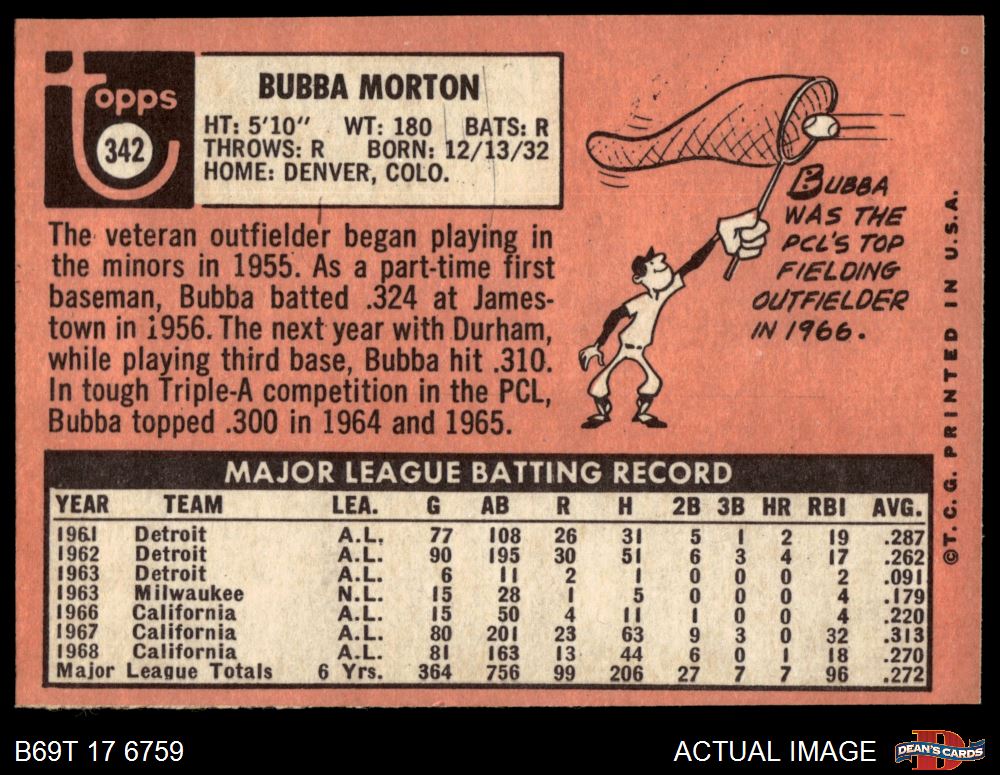 Topps
342
BUBBA MORTON
HT: 5'10" WT: 180 BATS: R
THROWS: R BORN: 12/13/32
HOME: DENVER, COLO.
The veteran outfielder began playing in
the minors in 1955. As a part-time first
baseman, Bubba batted .324 at James-
town in 1956. The next year with Durham,
while playing third base, Bubba hit .310.
In tough Triple-A competition in the PCL,
Bubba topped .300 in 1964 and 1965.
BUBBA
WAS THE
PCL'S TOP
FIELDING
OUTFIELDER
IN 1966.
©T. C. G. PRINTED IN U.S.A.
MAJOR LEAGUE BATTING RECORD
YEAR TEAM LEA. G AB R H 2B 3B HR RBI AVG.
1961 Detroit A.L. 77 108 26 31 5 1 2 19 .287
1962 Detroit A.L. 90 195 30 51 6 3 4 17 .262
1963 Detroit A.L. 6 11 2 1 0 0 0 2 .091
1963 Milwaukee N.L. 15 28 1 5 0 0 0 4 .179
1966 California A.L. 15 50 4 11 1 0 0 4 .220
1967 California A.L. 80 201 23 63 9 3 0 32 .313
1968 California A.L. 81 163 13 44 6 0 1 18 .270
Major League Totals 6 Yrs. 364 756 99 206 27 7 7 96 .272
B69T 17 6759
ACTUAL IMAGE
D
DEAN'S CARDS